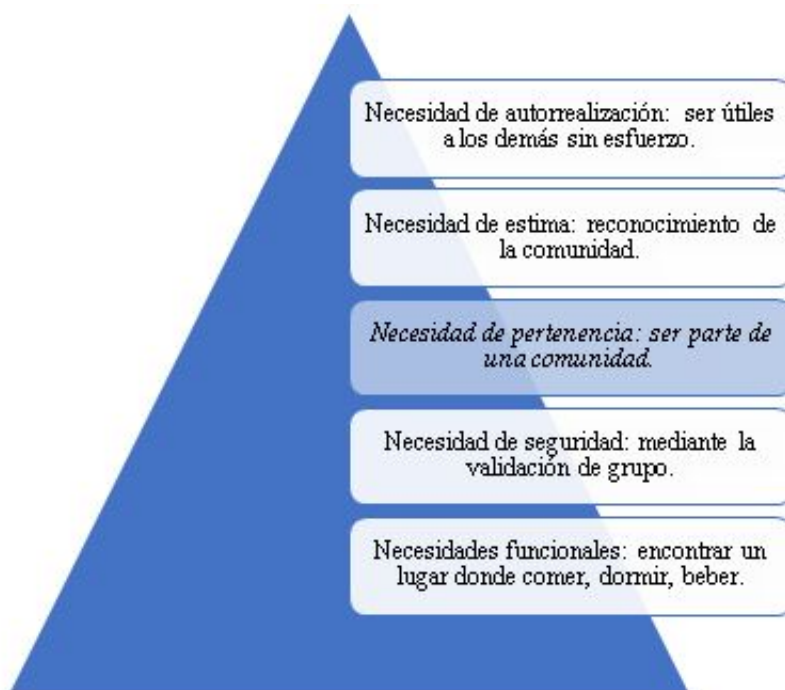 Necesidad de autorrealización: ser útiles
a los demás sin esfuerzo.
Necesidad de estima: reconocimiento de
la comunidad.
Necesidad de pertenencia: ser parte de
una comunidad.
Necesidad de seguridad: mediante la
validación de grupo.
Necesidades funcionales: encontrar un
lugar donde comer, dormir, beber.